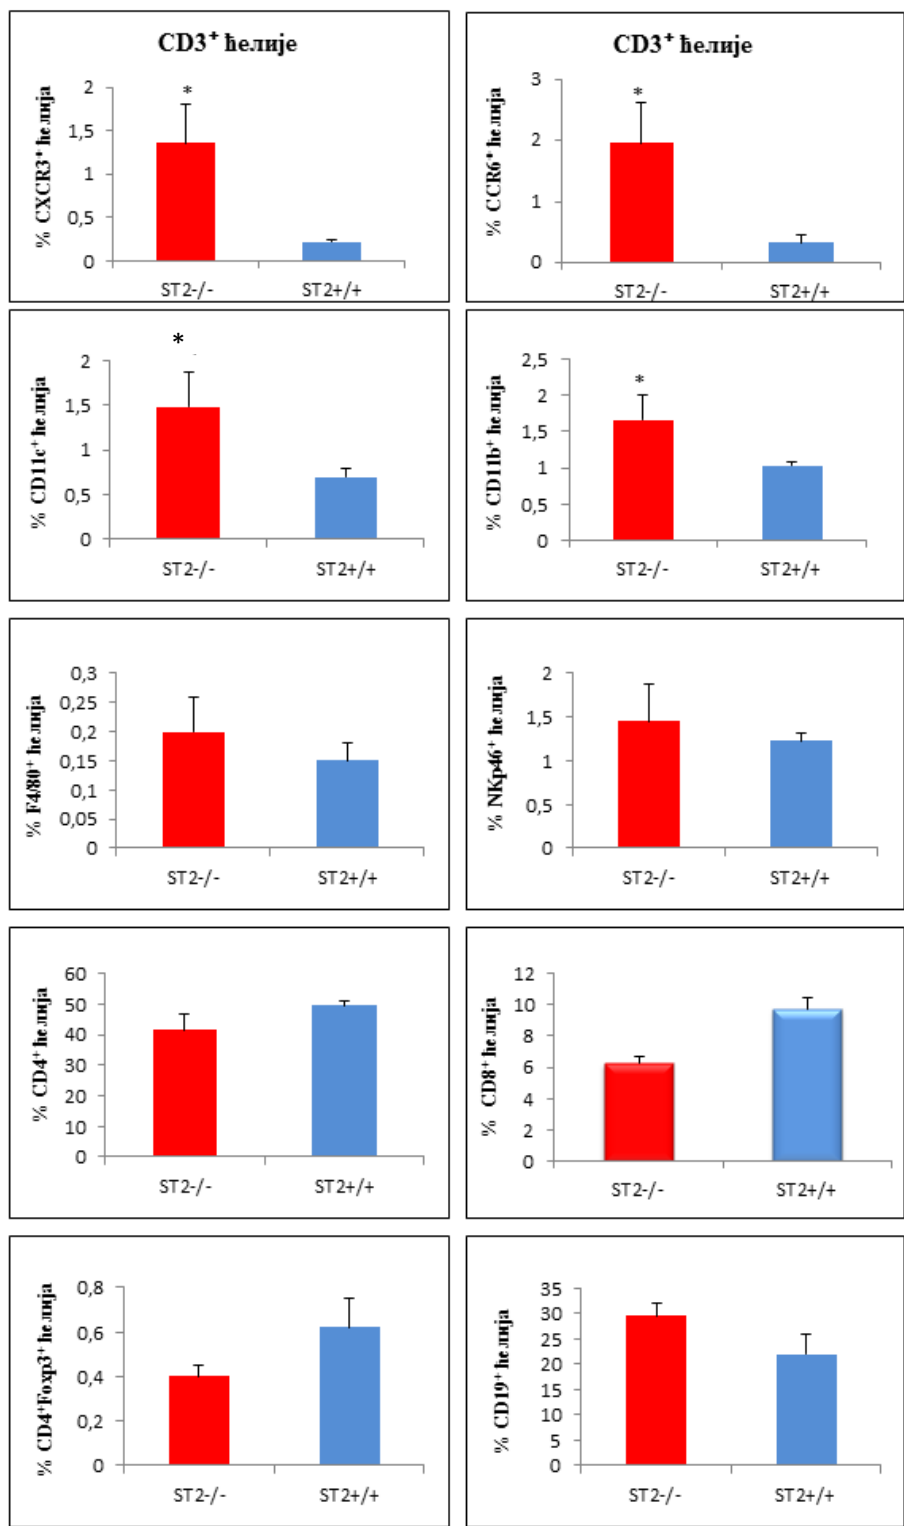 CD3⁺ ћелије
% CXCR3⁺ ћелија
2
*
1,5
1
0,5
0
ST2-/-
ST2+/+
CD3⁺ ћелије
% CCR6⁺ ћелија
3
*
2
1
0
ST2-/-
ST2+/+
*
% CD11c⁺ ћелија
2
1,5
1
0,5
0
ST2-/-
ST2+/+
% CD11b⁺ ћелија
2,5
2
*
1,5
1
0,5
0
ST2-/-
ST2+/+
% F4/80⁺ ћелија
0,3
0,25
0,2
0,15
0,1
0,05
0
ST2-/-
ST2+/+
% NKp46⁺ ћелија
2
1,5
1
0,5
0
ST2-/-
ST2+/+
% CD4⁺ ћелија
60
50
40
30
20
10
0
ST2-/-
ST2+/+
% CD8⁺ ћелија
12
10
8
6
4
2
0
ST2-/-
ST2+/+
% CD4⁺Foxp3⁺ ћелија
0,8
0,6
0,4
0,2
0
ST2-/-
ST2+/+
% CD19⁺ ћелија
35
30
25
20
15
10
5
0
ST2-/-
ST2+/+